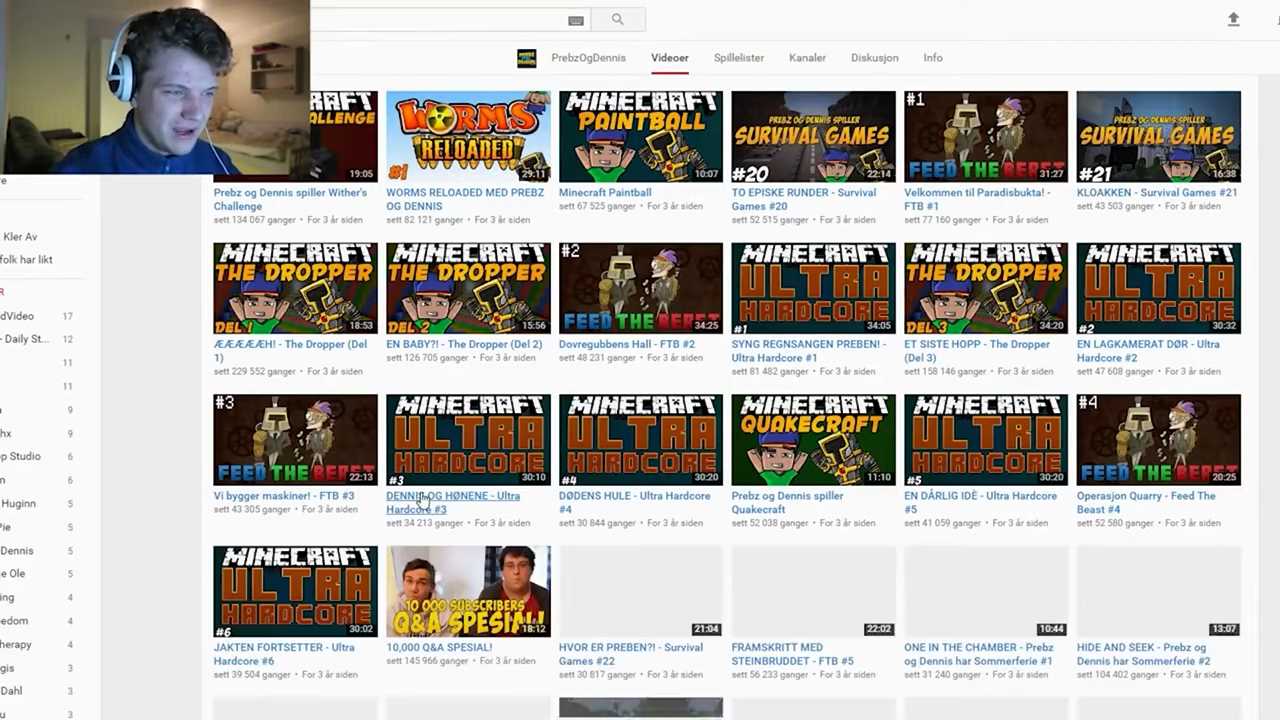 PrebzOgDennis Videoer Spillelister Kanaler Diskusjon Info
RAFT
ALLENGE
19:05
WORMS
RELOADED
#1
29:11
MINECRAFT
PAINTBALL
10:07
PREBZ OG DENNIS SPILLER
SURVIVAL GAMES
#20
22:14
#1
FEED THE BEAST
31:27
PREBZ OG DENNIS SPILLER
SURVIVAL GAMES
#21
16:38
Prebz og Dennis spiller Wither's
Challenge
sett 134 067 ganger • For 3 år siden
WORMS RELOADED MED PREBZ
OG DENNIS
sett 82 121 ganger • For 3 år siden
Minecraft Paintball
sett 67 525 ganger • For 3 år siden
TO EPISKE RUNDER - Survival
Games #20
sett 52 515 ganger • For 3 år siden
Velkommen til Paradisbukta! -
FTB #1
sett 77 160 ganger • For 3 år siden
KLOAKKEN - Survival Games #21
sett 43 503 ganger • For 3 år siden
MINECRAFT
THE DROPPER
DEL 1
18:53
MINECRAFT
THE DROPPER
DEL 2
15:56
#2
FEED THE BEAST
34:25
MINECRAFT
ULTRA
HARDCORE
#1
34:05
MINECRAFT
THE DROPPER
DEL 3
34:20
MINECRAFT
ULTRA
HARDCORE
#2
30:32
ÆÆÆÆÆH! - The Dropper (Del
1)
sett 229 552 ganger • For 3 år siden
EN BABY?! - The Dropper (Del 2)
sett 126 705 ganger • For 3 år siden
Dovregubbens Hall - FTB #2
sett 48 231 ganger • For 3 år siden
SYNG REGNSANGEN PREBEN! -
Ultra Hardcore #1
sett 81 482 ganger • For 3 år siden
ET SISTE HOPP - The Dropper
(Del 3)
sett 158 146 ganger • For 3 år siden
EN LAGKAMERAT DØR - Ultra
Hardcore #2
sett 47 608 ganger • For 3 år siden
#3
FEED THE BEAST
22:13
MINECRAFT
ULTRA
HARDCORE
#3
30:10
MINECRAFT
ULTRA
HARDCORE
#4
30:20
MINECRAFT
QUAKECRAFT
11:10
MINECRAFT
ULTRA
HARDCORE
#5
30:20
#4
FEED THE BEAST
20:25
Vi bygger maskiner! - FTB #3
sett 43 305 ganger • For 3 år siden
DENNIS OG HØNENE - Ultra
Hardcore #3
sett 34 213 ganger • For 3 år siden
DØDENS HULE - Ultra Hardcore
#4
sett 30 844 ganger • For 3 år siden
Prebz og Dennis spiller
Quakecraft
sett 52 038 ganger • For 3 år siden
EN DÅRLIG IDÈ - Ultra Hardcore
#5
sett 41 059 ganger • For 3 år siden
Operasjon Quarry - Feed The
Beast #4
sett 52 580 ganger • For 3 år siden
MINECRAFT
ULTRA
HARDCORE
#6
30:02
10 000 SUBSCRIBERS
Q&A SPESIAL!
18:12
21:04
22:02
10:44
13:07
JAKTEN FORTSETTER - Ultra
Hardcore #6
sett 39 504 ganger • For 3 år siden
10,000 Q&A SPESIAL!
sett 145 966 ganger • For 3 år siden
HVOR ER PREBEN?! - Survival
Games #22
sett 30 817 ganger • For 3 år siden
FRAMSKRITT MED
STEINBRUDDET - FTB #5
sett 56 233 ganger • For 3 år siden
ONE IN THE CHAMBER - Prebz
og Dennis har Sommerferie #1
sett 31 240 ganger • For 3 år siden
HIDE AND SEEK - Prebz og
Dennis har Sommerferie #2
sett 104 402 ganger • For 3 år siden
Kler Av
folk har likt
R
dVideo 17
- Daily St... 12
11
11
9
hx 9
op Studio 6
n 6
Huginn 6
Pie 5
Dennis 5
e Ole 5
ing 5
edom 4
herapy 4
gis 3
Dahl 3
u 3